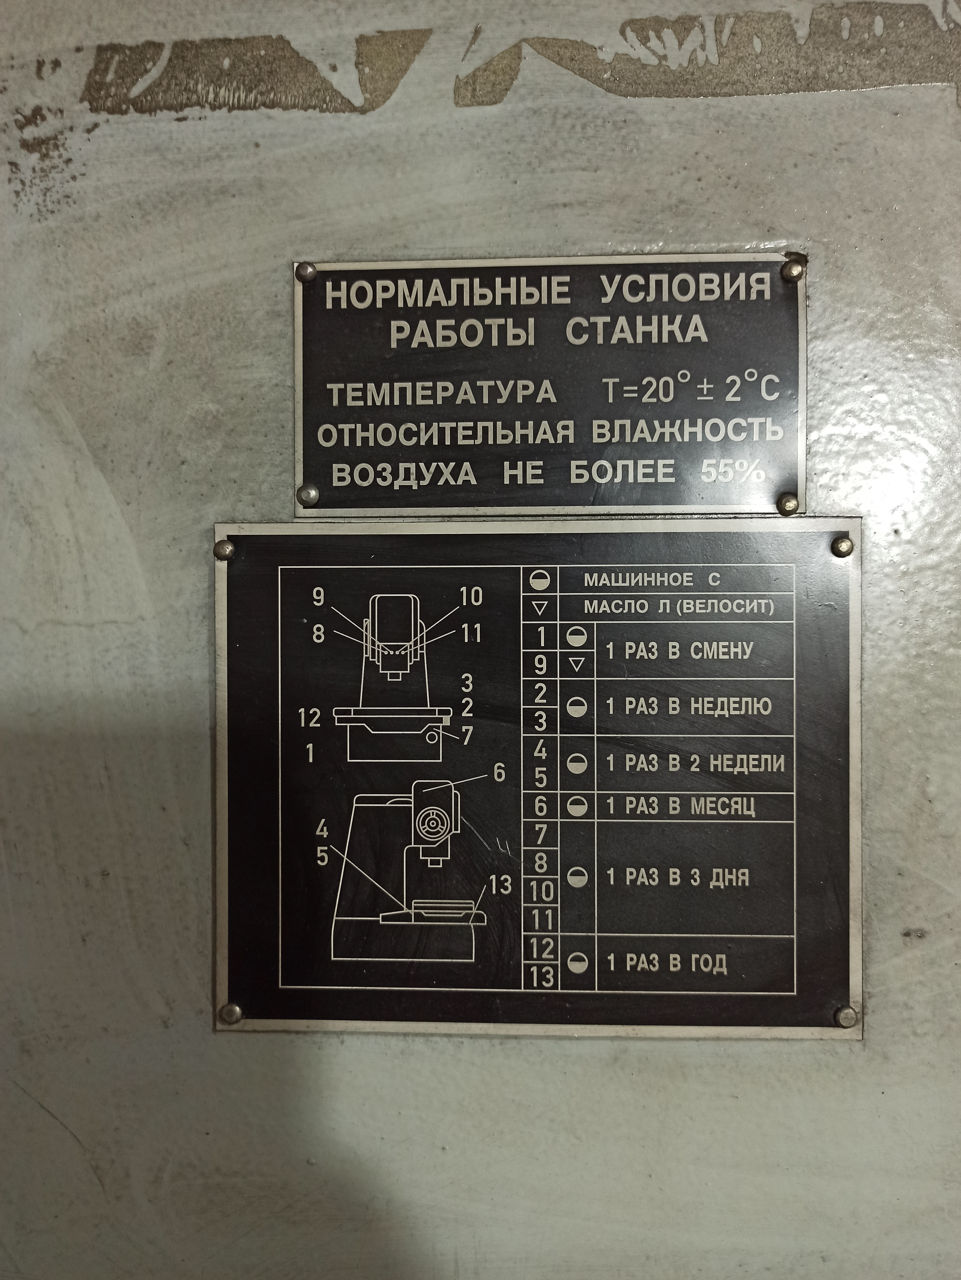 НОРМАЛЬНЫЕ УСЛОВИЯ
РАБОТЫ СТАНКА
ТЕМПЕРАТУРА T=20° ± 2°C
ОТНОСИТЕЛЬНАЯ ВЛАЖНОСТЬ
ВОЗДУХА НЕ БОЛЕЕ 55%
9 10
8 11
3
2
12 7
1
6
4
5
ч
13
МАШИННОЕ С
МАСЛО Л (ВЕЛОСИТ)
1
9 1 РАЗ В СМЕНУ
2
3 1 РАЗ В НЕДЕЛЮ
4
5 1 РАЗ В 2 НЕДЕЛИ
6 1 РАЗ В МЕСЯЦ
7
8
10
11 1 РАЗ В 3 ДНЯ
12
13 1 РАЗ В ГОД